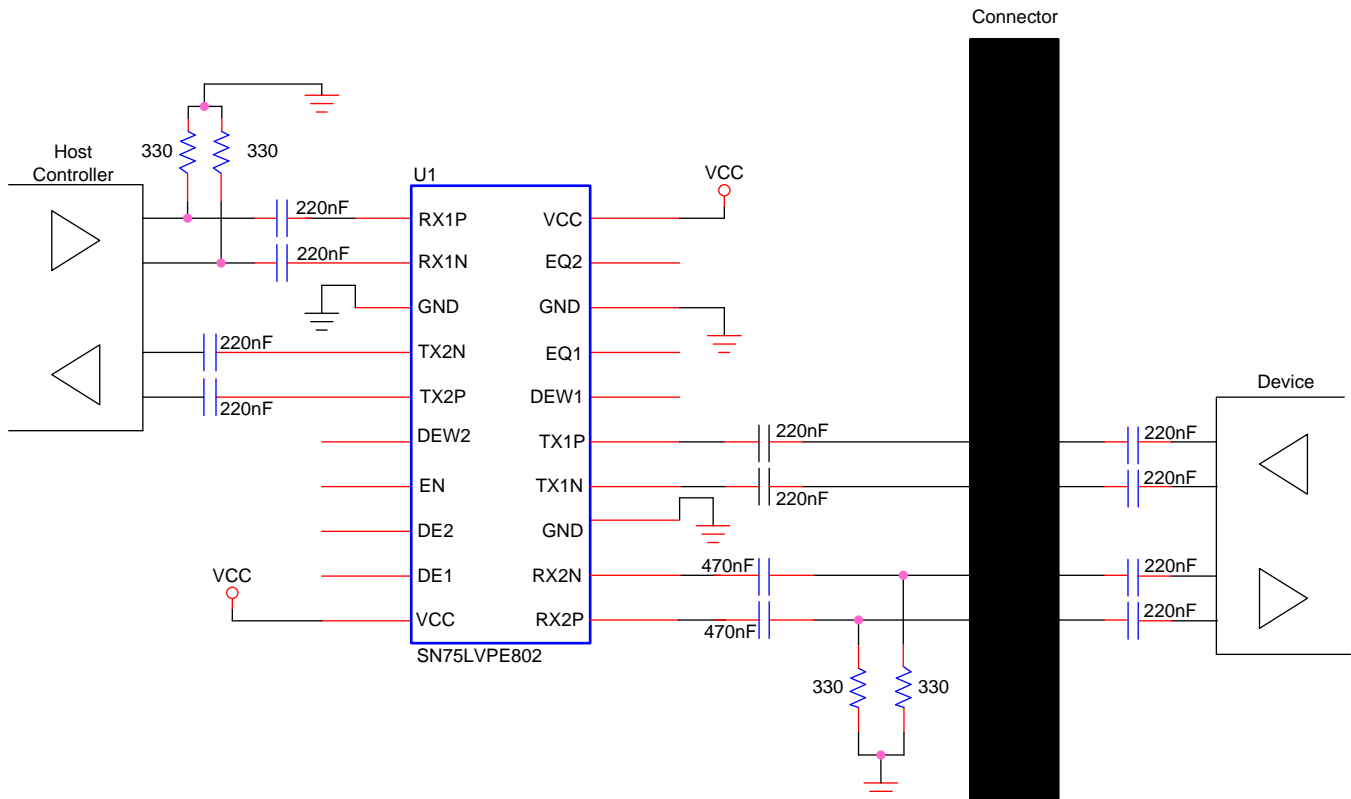 Connector
330
330
Host
Controller
U1
VCC
220nF
RX1P
VCC
220nF
RX1N
EQ2
GND
GND
220nF
TX2N
EQ1
220nF
TX2P
DEW1
Device
DEW2
TX1P
220nF
220nF
EN
TX1N
220nF
220nF
DE2
GND
VCC
DE1
RX2N
470nF
220nF
VCC
RX2P
470nF
220nF
SN75LVPE802
330
330